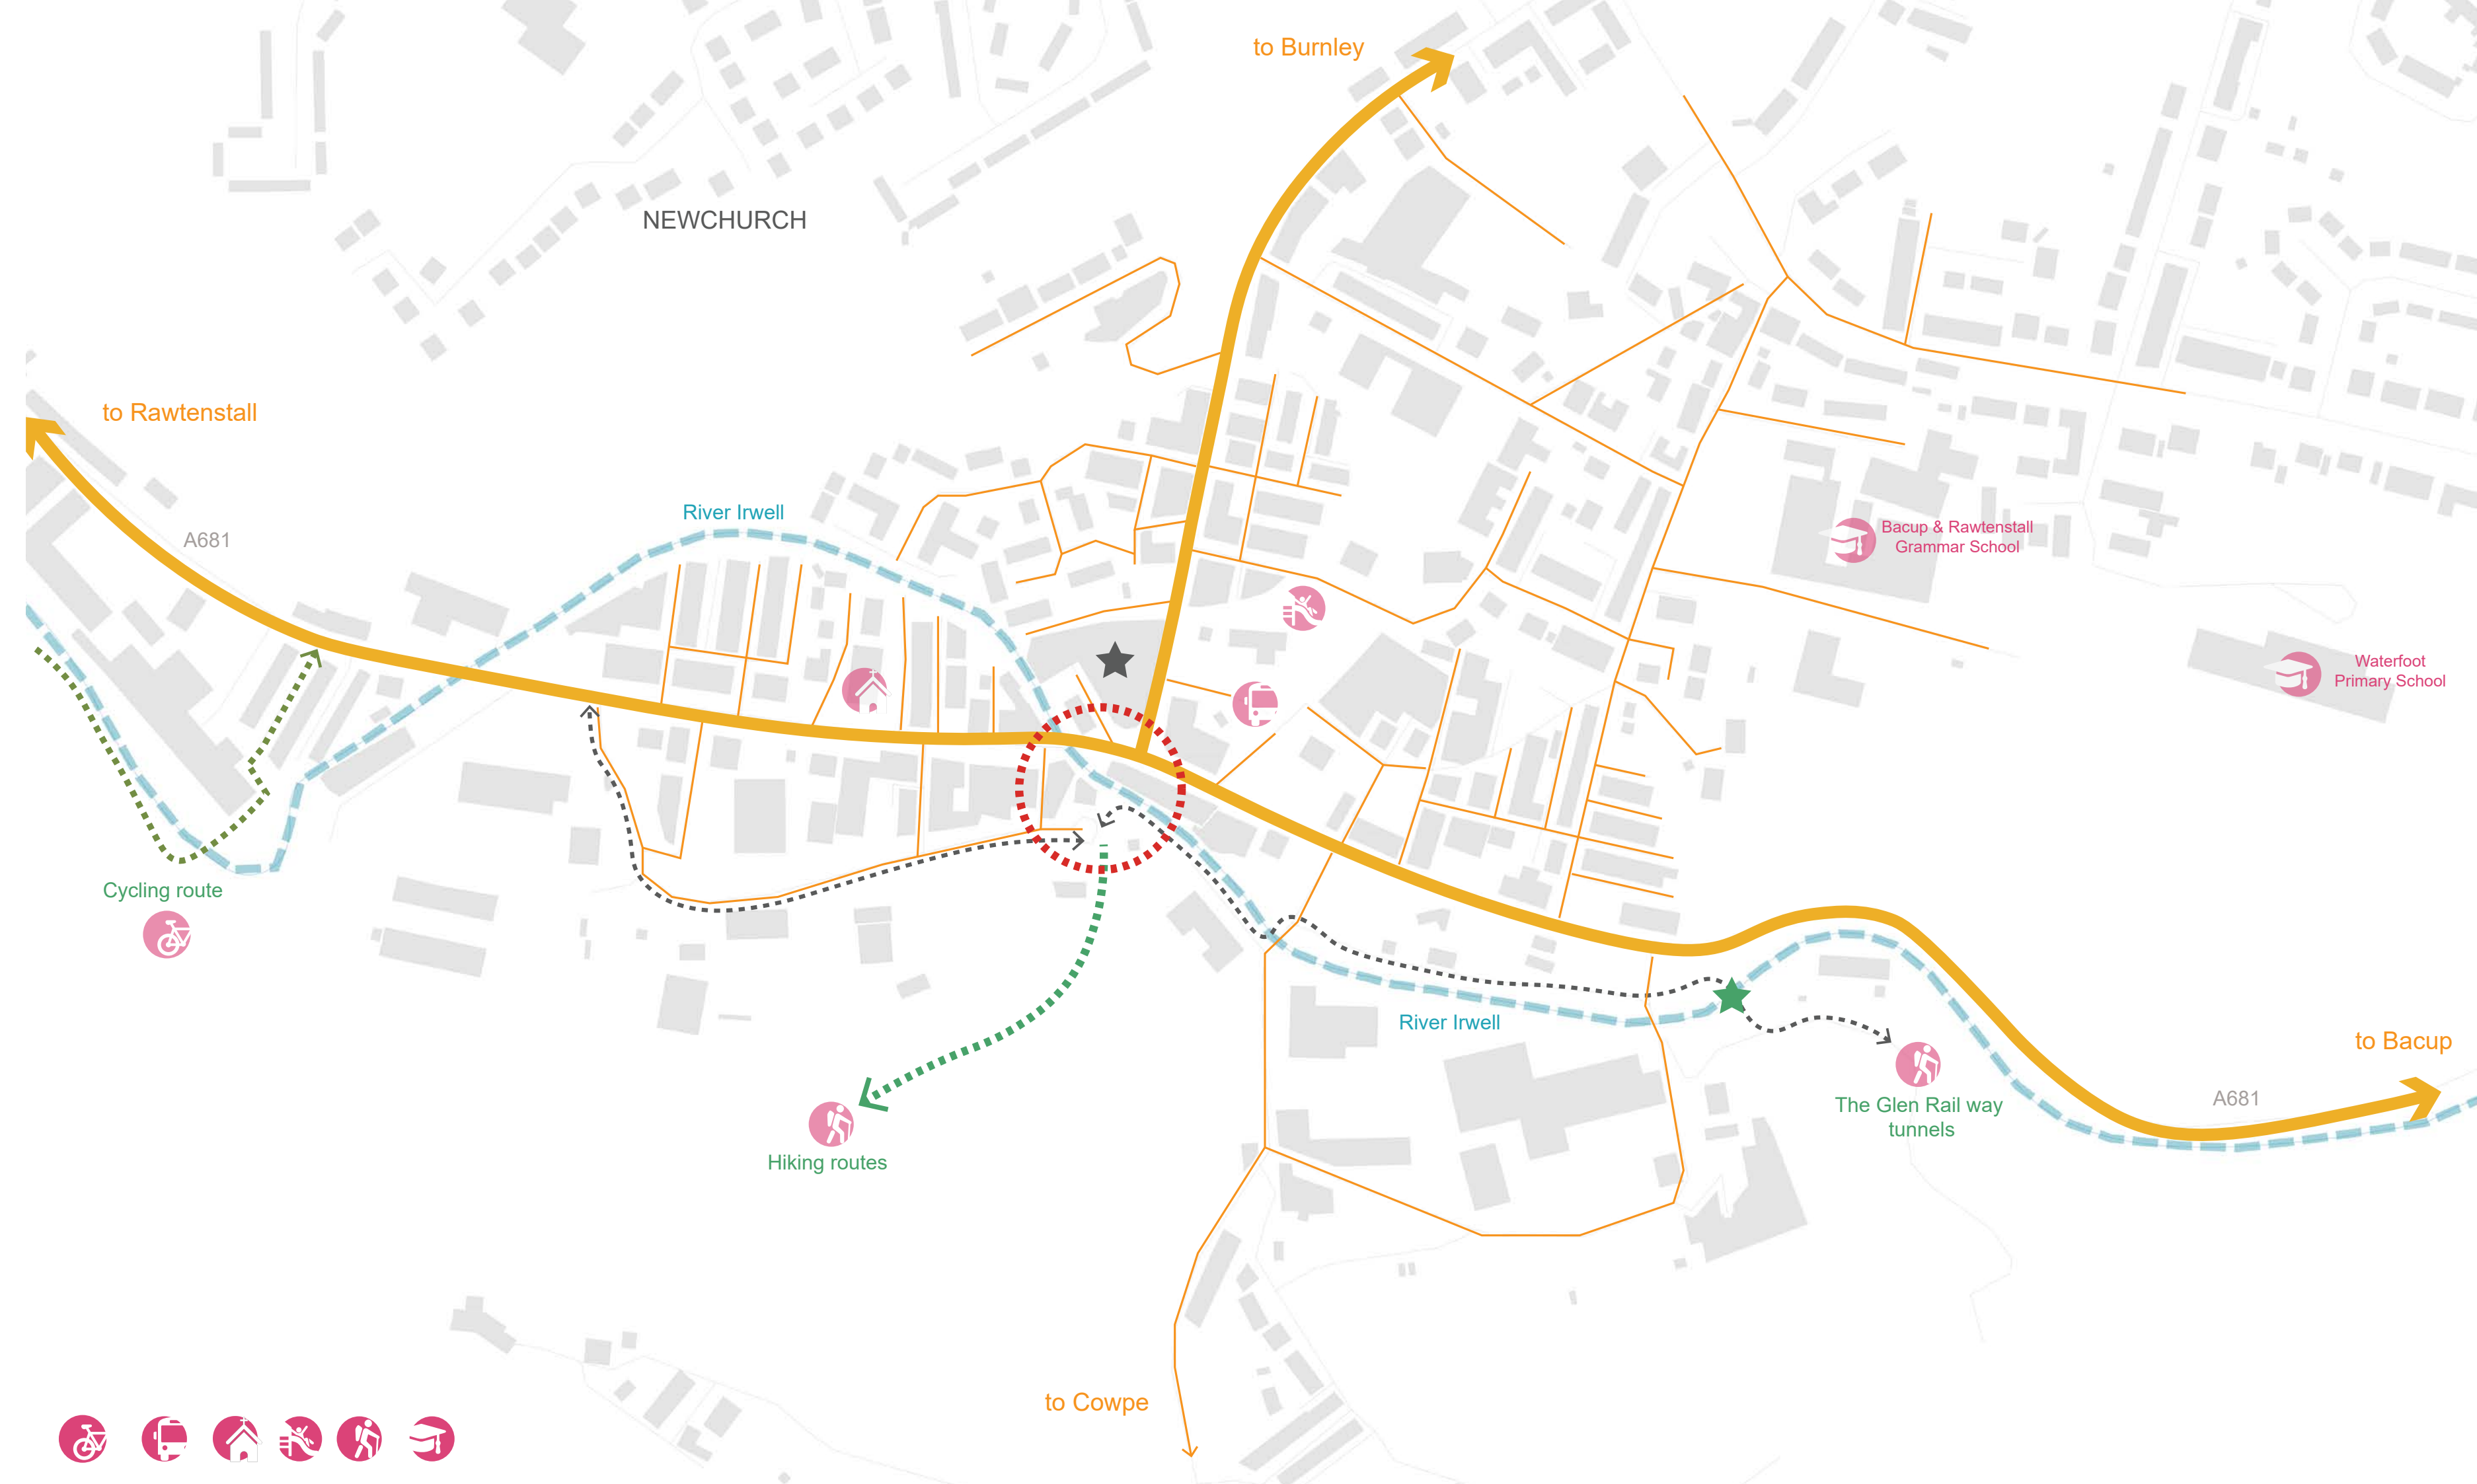 to Burnley
NEWCHURCH
to Rawtenstall
River Irwell
A681
Bacup & Rawtenstall
Grammar School
Waterfoot
Primary School
Cycling route
River Irwell
to Bacup
A681
The Glen Rail way
tunnels
Hiking routes
to Cowpe